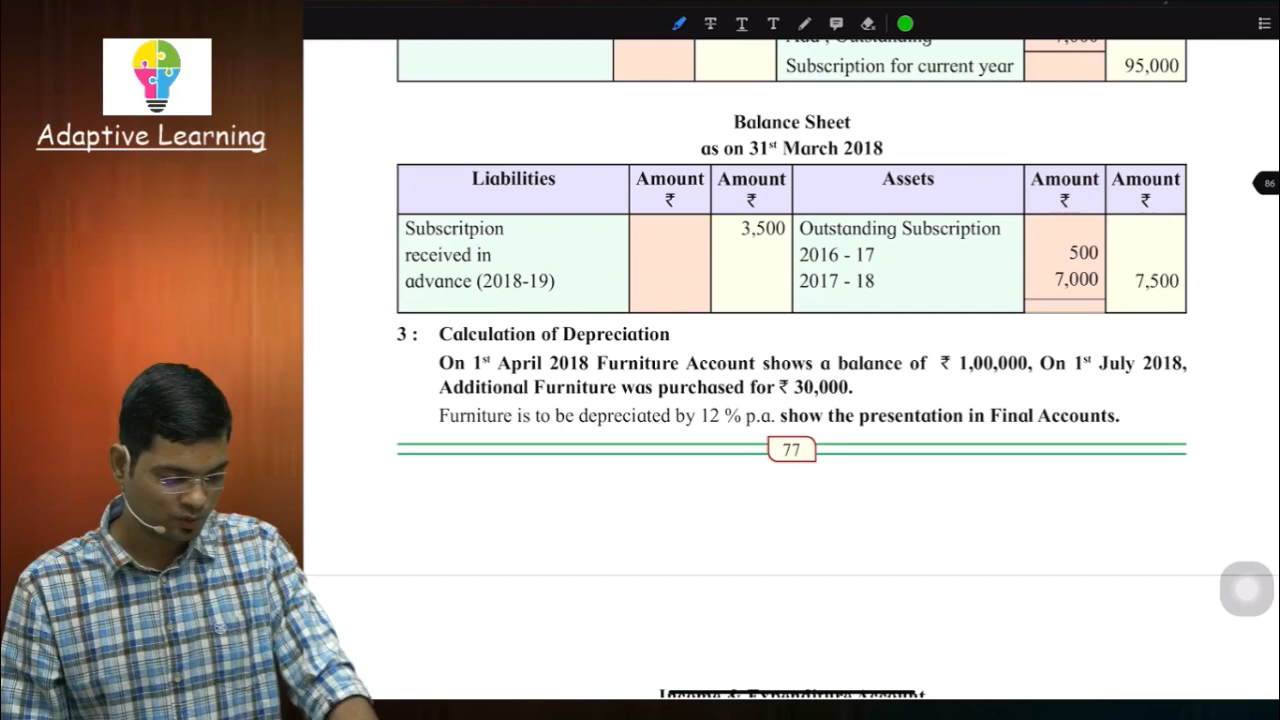 Adaptive Learning
Subscription for current year 95,000
Balance Sheet
as on 31st March 2018
Liabilities Amount ₹ Amount ₹ Assets Amount ₹ Amount ₹
Subscritpion 3,500 Outstanding Subscription
received in 2016 - 17 500
advance (2018-19) 2017 - 18 7,000 7,500
3 : Calculation of Depreciation
On 1st April 2018 Furniture Account shows a balance of ₹ 1,00,000, On 1st July 2018,
Additional Furniture was purchased for ₹ 30,000.
Furniture is to be depreciated by 12 % p.a. show the presentation in Final Accounts.
77
86